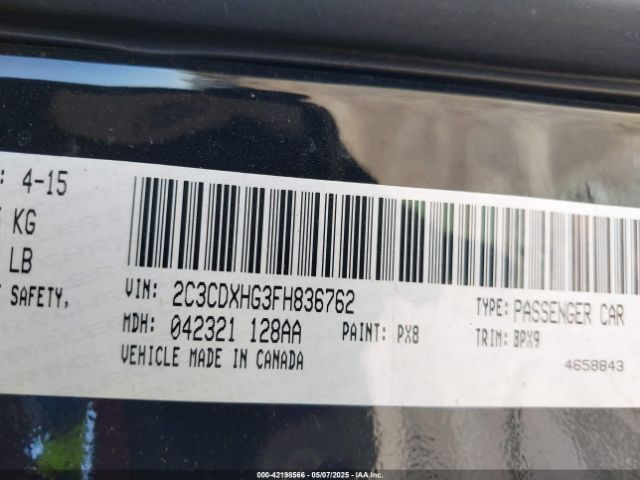 : 4-15
KG
LB
SAFETY,
VIN: 2C3CDXHG3FH836762
TYPE: PASSENGER CAR
MDH: 042321 128AA
PAINT: PX8
TRIM: BPX9
VEHICLE MADE IN CANADA
4658843
000-42198566 - 05/07/2025 - IAA Inc.